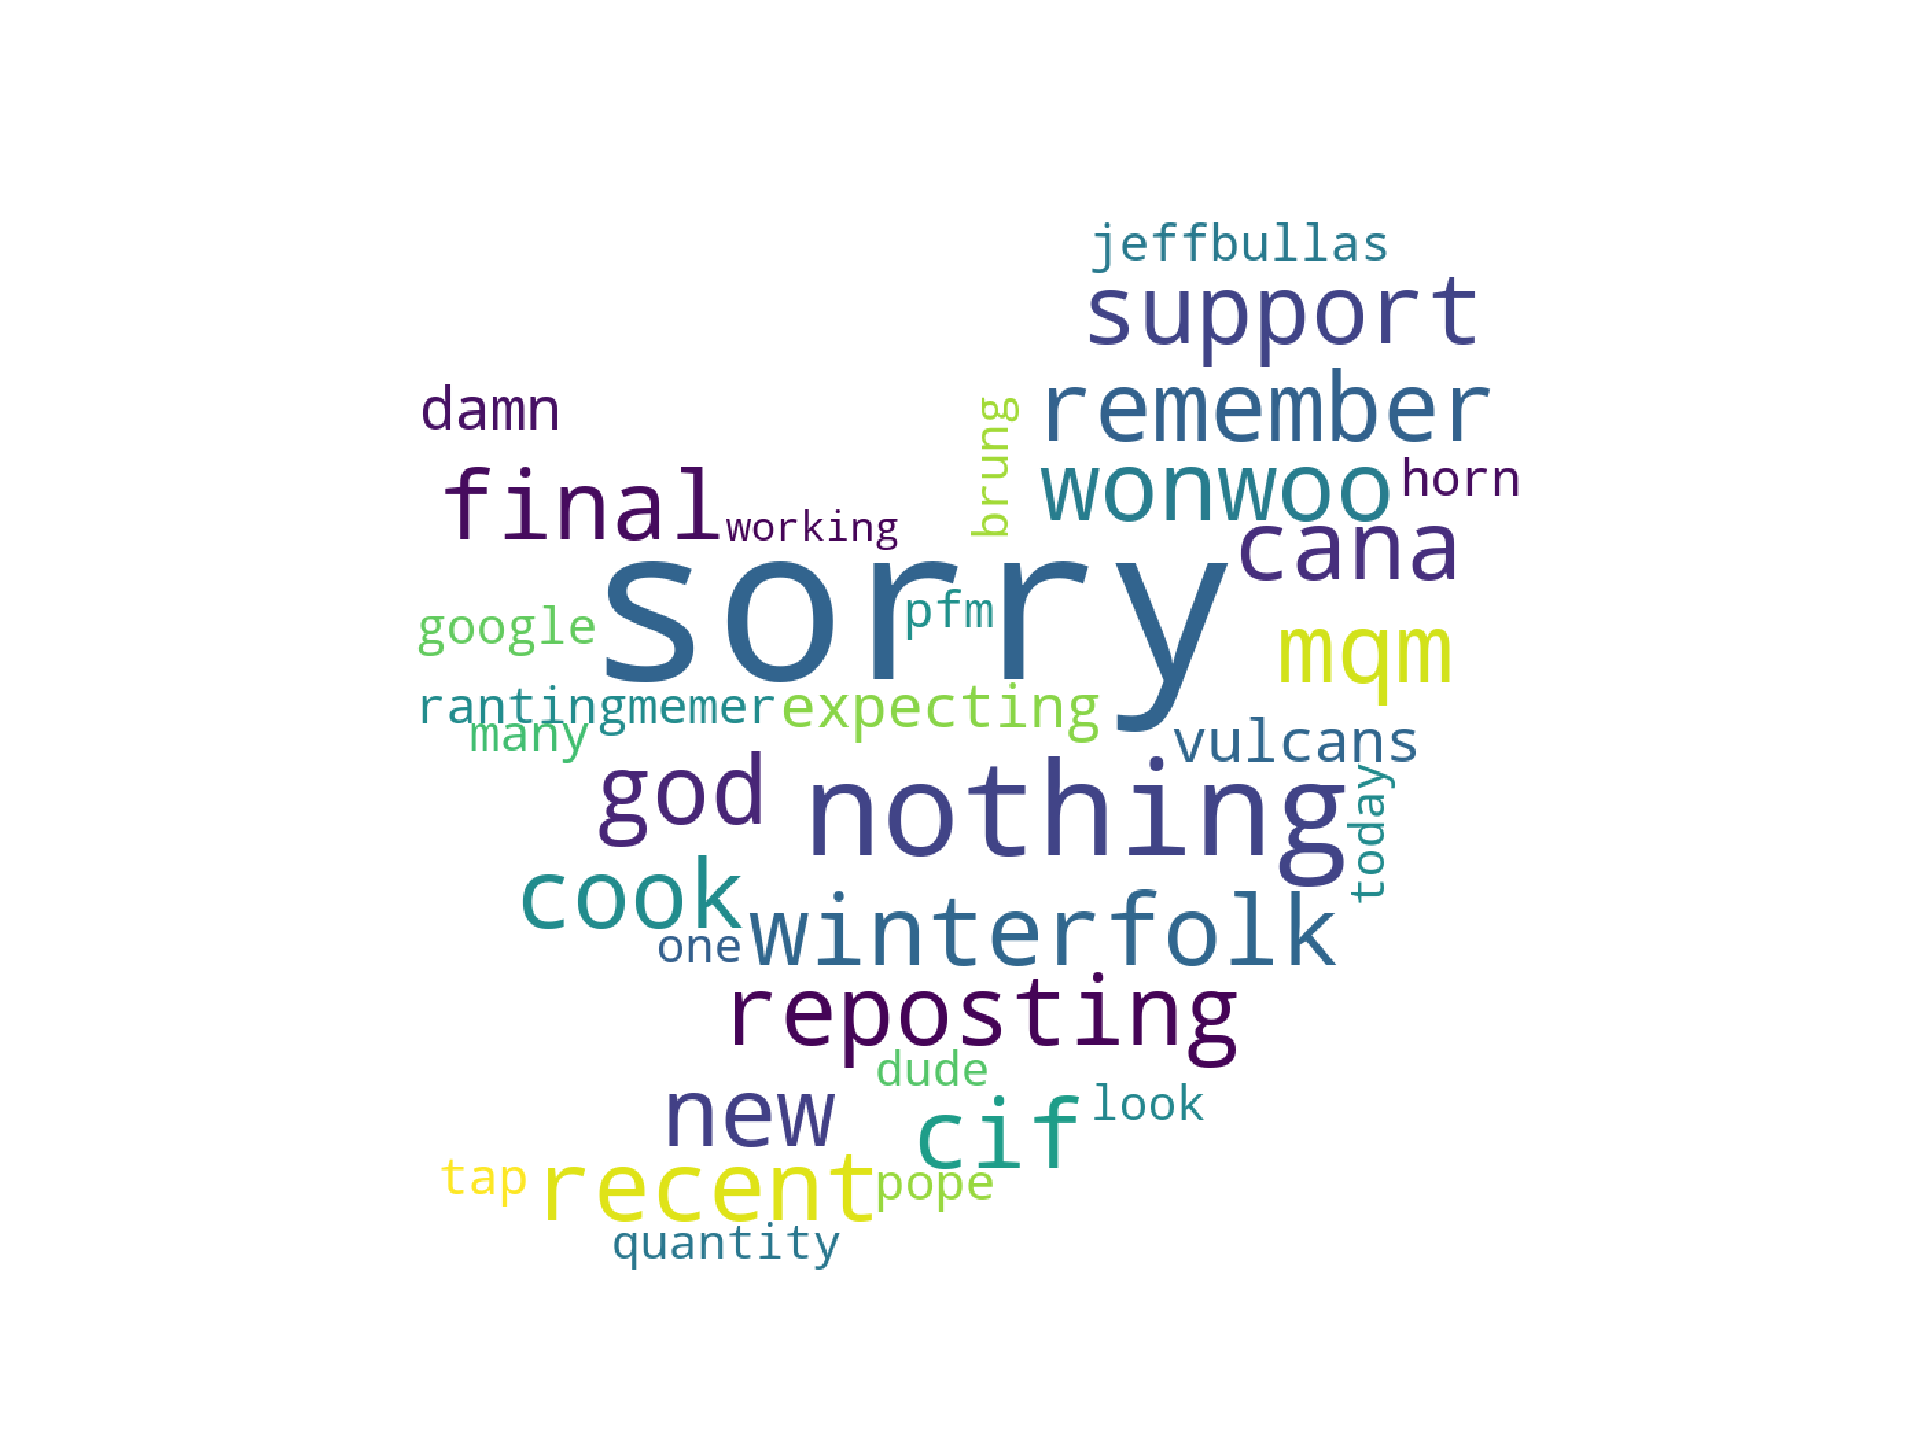 jeffbullas
support
damn
remember
brung
final
wonwoo
horn
working
cana
sorry
pfm
google
mqm
rantingmemer
expecting
many
vulcans
god
nothing
today
cook
winterfolk
one
reposting
dude
new
cif
look
tap
recent
pope
quantity